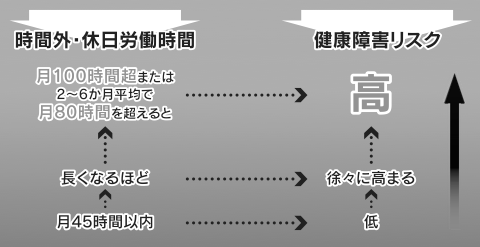 時間外・休日労働時間
健康障害リスク
月100時間超または
2〜6か月平均で
月80時間を超えると
高
長くなるほど
徐々に高まる
月45時間以内
低